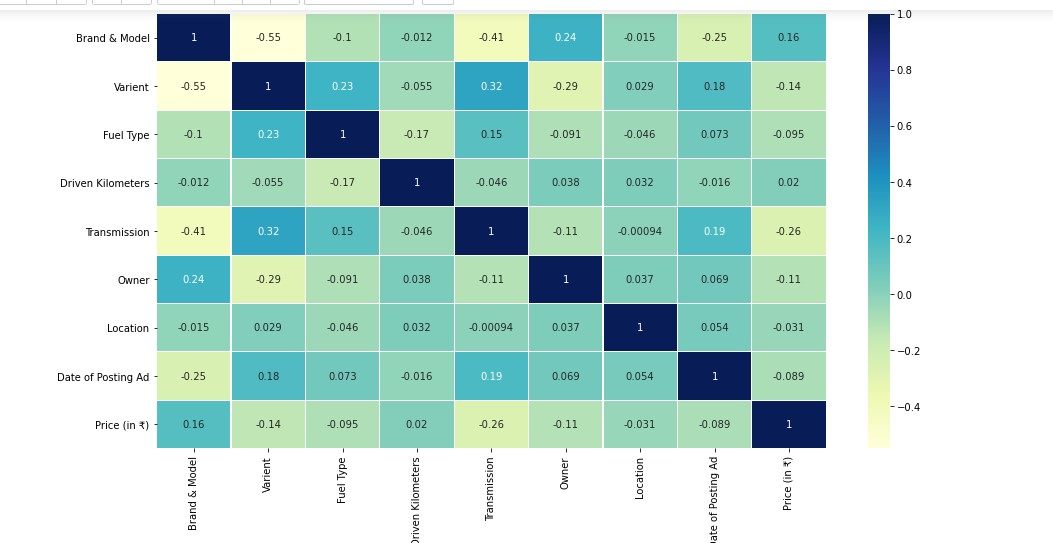 1.0
Brand & Model 1 -0.55 -0.1 -0.012 -0.41 0.24 -0.015 -0.25 0.16
0.8
Varient -0.55 1 0.23 -0.055 0.32 -0.29 0.029 0.18 -0.14
0.6
Fuel Type -0.1 0.23 1 -0.17 0.15 -0.091 -0.046 0.073 -0.095
0.4
Driven Kilometers -0.012 -0.055 -0.17 1 -0.046 0.038 0.032 -0.016 0.02
Transmission -0.41 0.32 0.15 -0.046 1 -0.11 -0.00094 0.19 -0.26
0.2
Owner 0.24 -0.29 -0.091 0.038 -0.11 1 0.037 0.069 -0.11
0.0
Location -0.015 0.029 -0.046 0.032 -0.00094 0.037 1 0.054 -0.031
−0.2
Date of Posting Ad -0.25 0.18 0.073 -0.016 0.19 0.069 0.054 1 -0.089
−0.4
Price (in ₹) 0.16 -0.14 -0.095 0.02 -0.26 -0.11 -0.031 -0.089 1
Brand & Model
Varient
Fuel Type
Driven Kilometers
Transmission
Owner
Location
ate of Posting Ad
Price (in ₹)